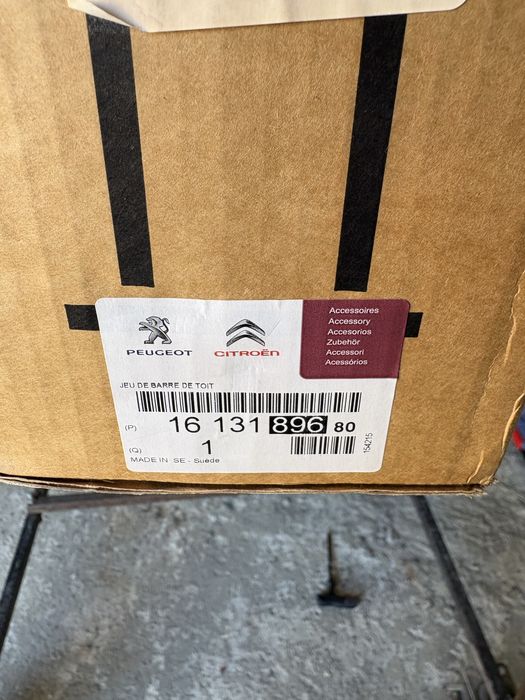 Accessoires
Accessory
Accesorios
Zubehör
Accessori
Acessórios
PEUGEOT
CITROËN
JEU DE BARRE DE TOIT
(P) 16 131 896 80
(Q) 1
MADE IN SE - Suède
154215